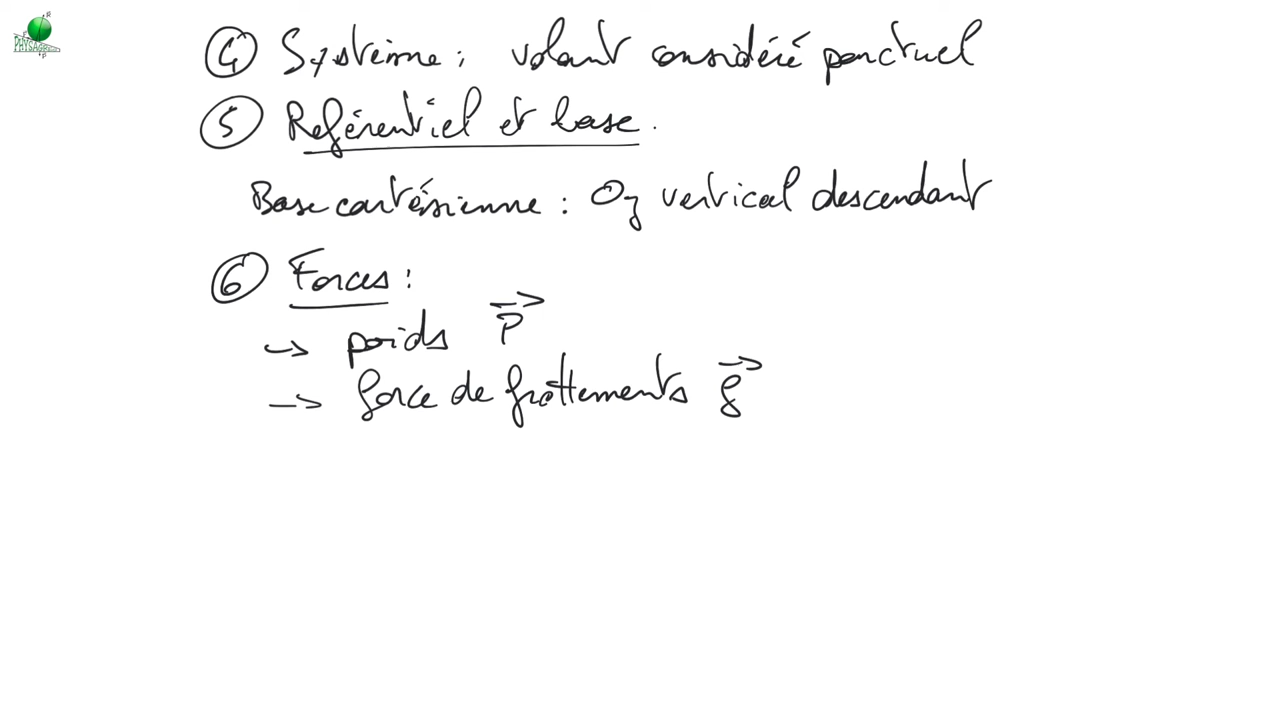 PHYSAGREG
④ Système : volant considéré ponctuel
⑤ Référentiel et base.
Base cartésienne : Oz vertical descendant
⑥ Forces :
→ poids P⃗
→ force de frottements f⃗